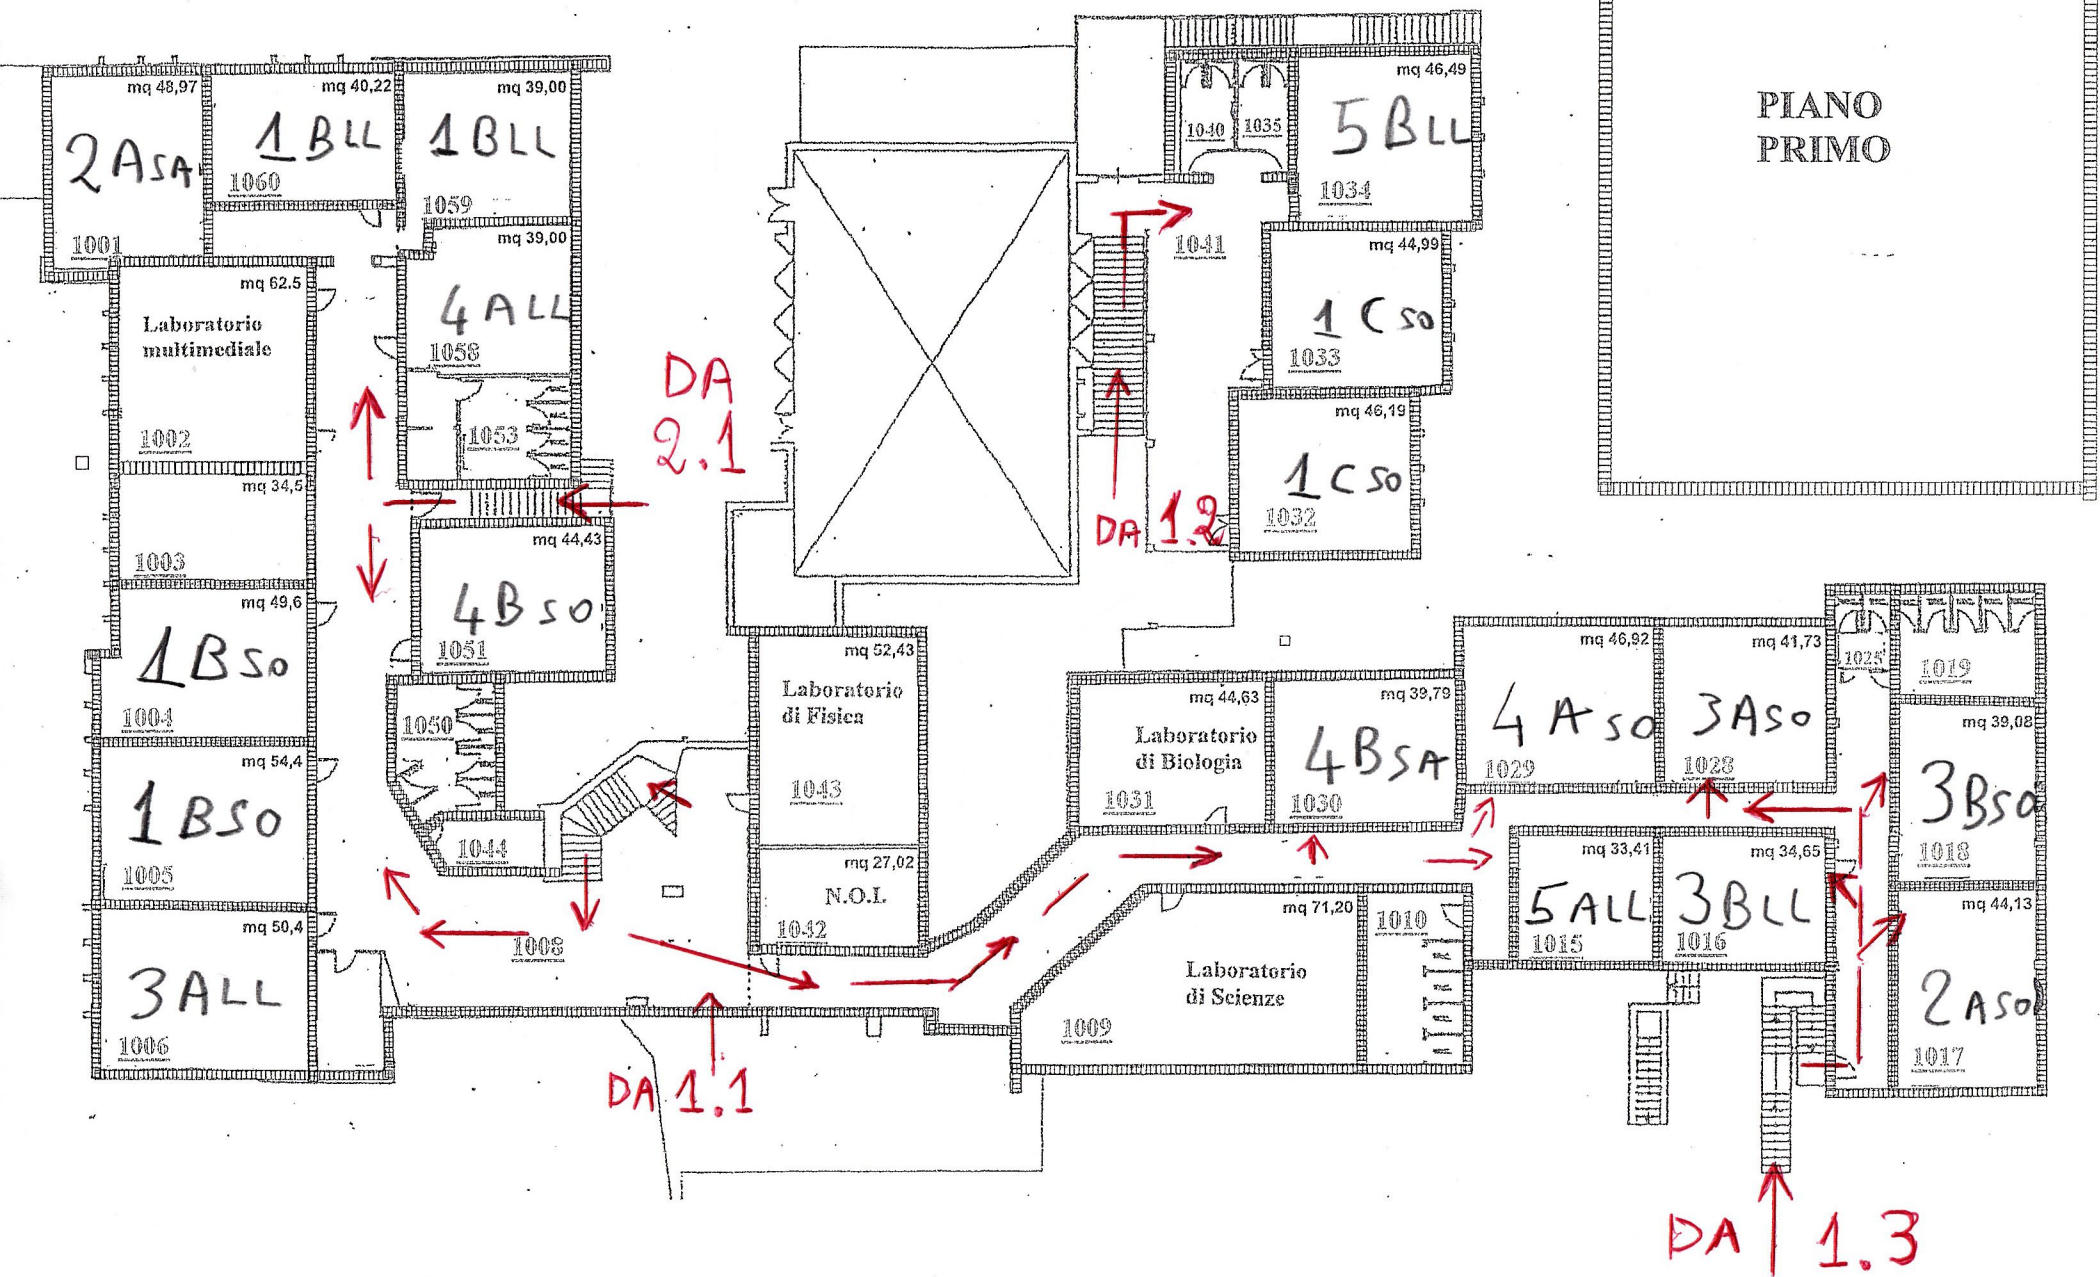 mq 48,97
2ASA
1001
mq 40,22
1BLL
1060
mq 39,00
1BLL
1059
mq 39,00
4ALL
1058
mq 62.5
Laboratorio
multimediale
1002
1053
mq 34,5
1003
DA
2.1
mq 44,43
4BSO
1051
mq 49,6
1BSO
1004
1050
mq 54,4
1BSO
1005
1044
mq 50,4
3ALL
1006
1008
DA 1.1
1040
1035
mq 46,49
5BLL
1034
1041
mq 44,99
1CSO
1033
mq 46,19
1CSO
1032
DA 1.2
PIANO
PRIMO
mq 52,43
Laboratorio
di Fisica
1043
mq 27,02
N.O.I.
1042
mq 44,63
Laboratorio
di Biologia
1031
mq 39,79
4BSA
1030
mq 46,92
4ASO
1029
mq 41,73
3ASO
1028
1025
1019
mq 39,08
3BSO
1018
mq 33,41
5ALL
1015
mq 34,65
3BLL
1016
mq 44,13
2ASO
1017
mq 71,20
Laboratorio
di Scienze
1009
1010
DA 1.3